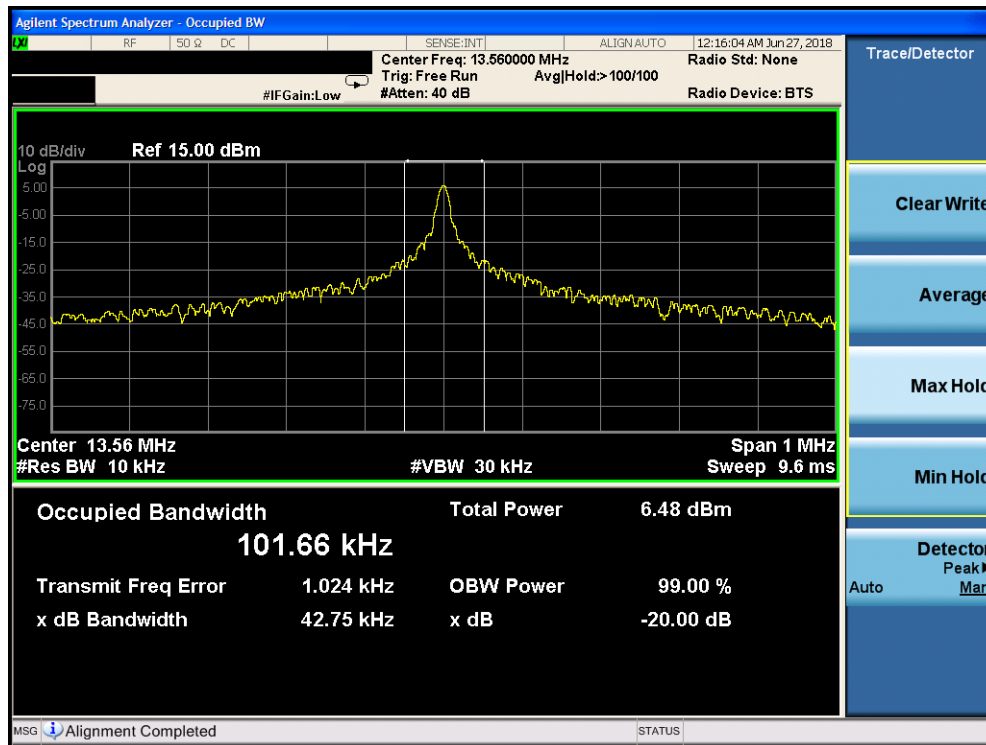 Agilent Spectrum Analyzer - Occupied BW
LXI RF 50 Ω DC SENSE:INT ALIGN AUTO 12:16:04 AM Jun 27, 2018
Center Freq: 13.560000 MHz Radio Std: None
Trig: Free Run Avg|Hold:> 100/100
#IFGain:Low #Atten: 40 dB Radio Device: BTS
10 dB/div Ref 15.00 dBm
Log
5.00
-5.00
-15.0
-25.0
-35.0
-45.0
-55.0
-65.0
-75.0
Center 13.56 MHz Span 1 MHz
#Res BW 10 kHz #VBW 30 kHz Sweep 9.6 ms
Occupied Bandwidth Total Power 6.48 dBm
101.66 kHz
Transmit Freq Error 1.024 kHz OBW Power 99.00 %
x dB Bandwidth 42.75 kHz x dB -20.00 dB
MSG Alignment Completed STATUS
Trace/Detector
Clear Write
Average
Max Hold
Min Hold
Detector
Peak
Auto Man